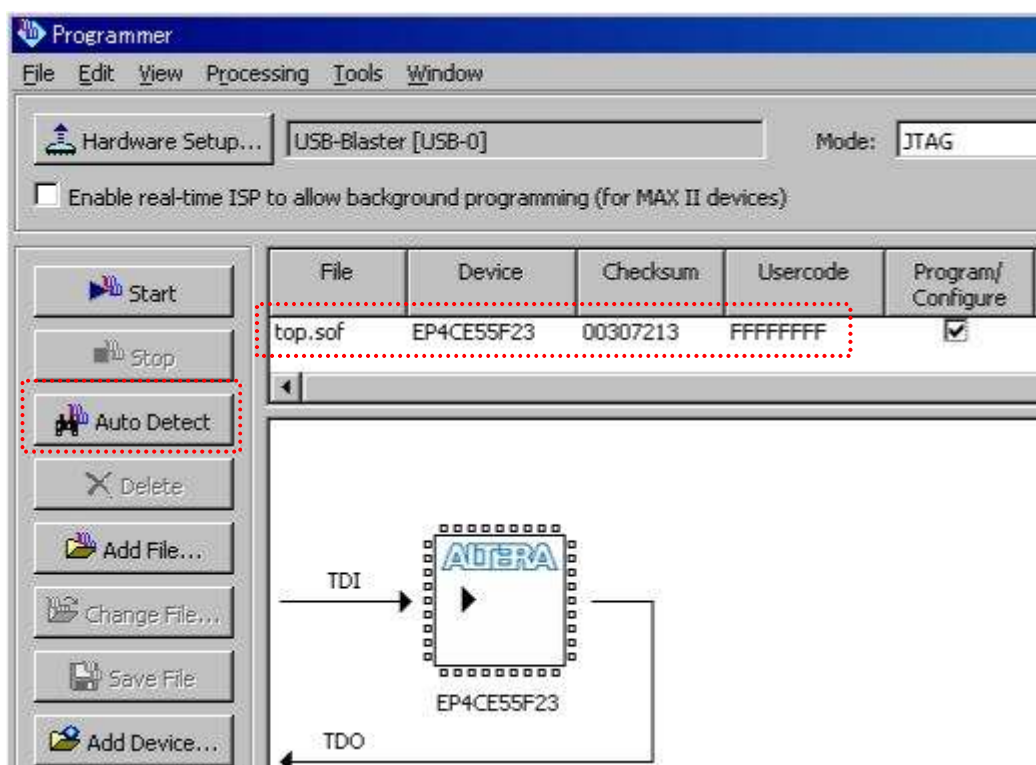 Programmer
File Edit View Processing Tools Window
Hardware Setup... USB-Blaster [USB-0] Mode: JTAG
Enable real-time ISP to allow background programming (for MAX II devices)
File Device Checksum Usercode Program/
Configure
Start
top.sof EP4CE55F23 00307213 FFFFFFFF
Stop
Auto Detect
Delete
Add File...
Change File...
Save File
Add Device...
ALTERA
TDI
EP4CE55F23
TDO